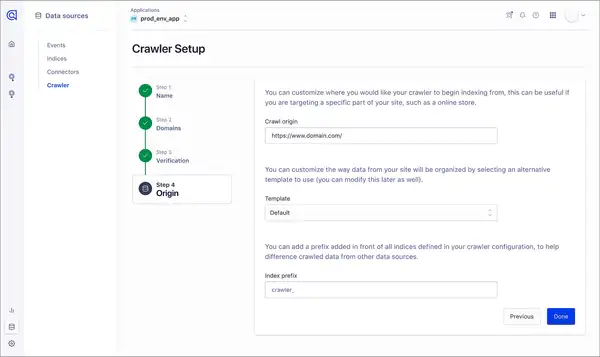 Data sources
Applications
prod_env_app
Events
Indices
Connectors
Crawler
Crawler Setup
Step 1
Name
Step 2
Domains
Step 3
Verification
Step 4
Origin
You can customize where you would like your crawler to begin indexing from, this can be useful if
you are targeting a specific part of your site, such as a online store.
Crawl origin
https://www.domain.com/
You can customize the way data from your site will be organized by selecting an alternative
template to use (you can modify this later as well).
Template
Default
You can add a prefix added in front of all indices defined in your crawler configuration, to help
difference crawled data from other data sources.
Index prefix
crawler_
Previous
Done